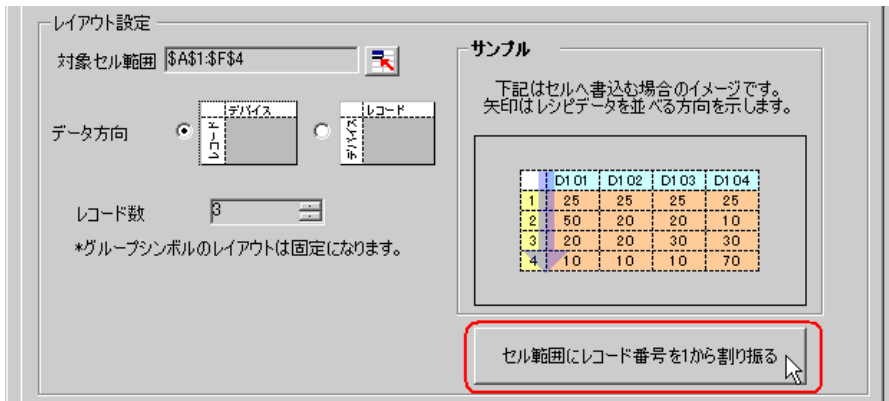 レイアウト設定
対象セル範囲 $A$1:$F$4
データ方向
デバイス
レコード
レコード
デバイス
レコード数 3
*グループシンボルのレイアウトは固定になります。
サンプル
下記はセルへ書込む場合のイメージです。
矢印はレシピデータを並べる方向を示します。
D101 D102 D103 D104
1 25 25 25 25
2 50 20 20 10
3 20 20 30 30
4 10 10 10 70
セル範囲にレコード番号を1から割り振る